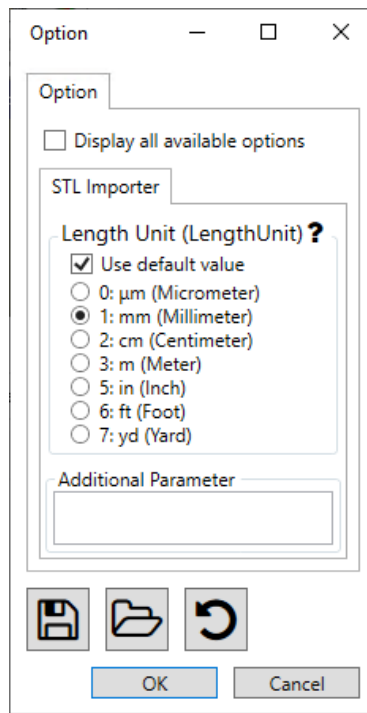 Option
Option
Display all available options
STL Importer
Length Unit (LengthUnit) ?
Use default value
0: µm (Micrometer)
1: mm (Millimeter)
2: cm (Centimeter)
3: m (Meter)
5: in (Inch)
6: ft (Foot)
7: yd (Yard)
Additional Parameter
OK
Cancel